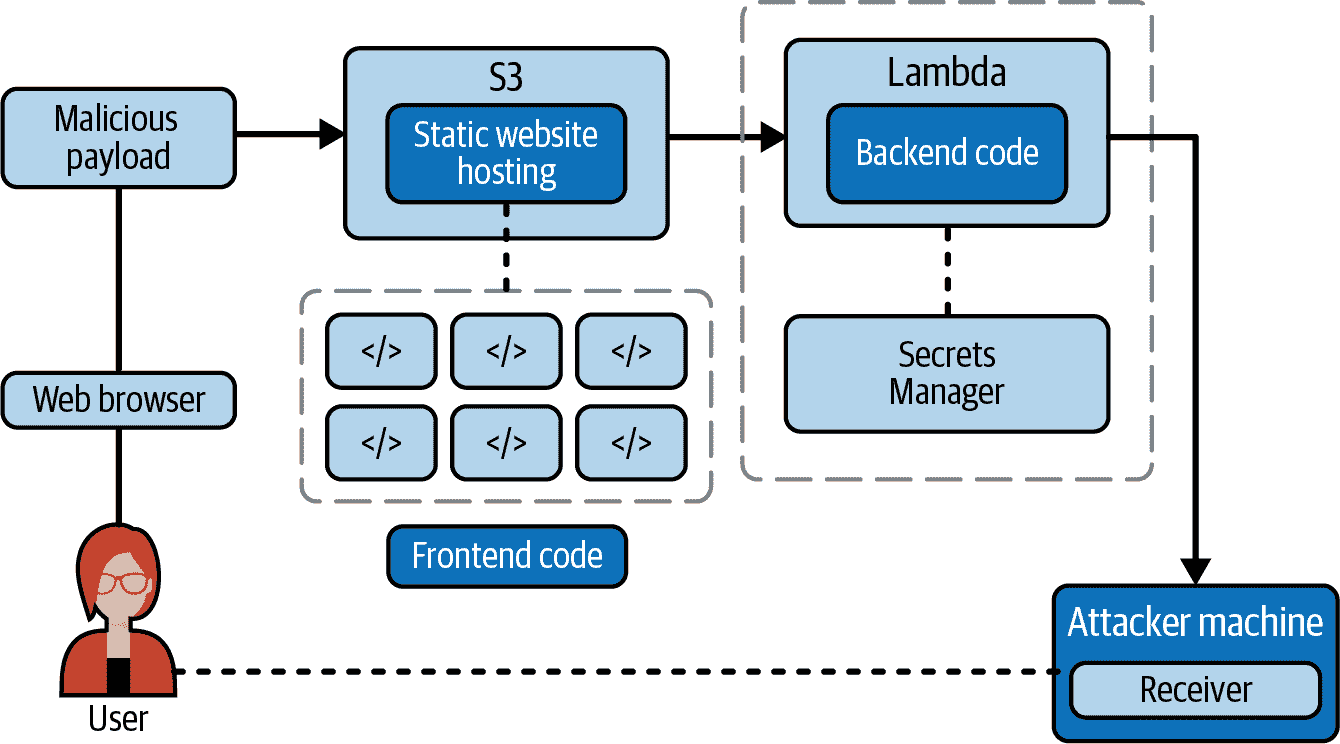 Malicious
payload
S3
Static website
hosting
Lambda
Backend code
</> </> </>
</> </> </>
Web browser
Secrets
Manager
Frontend code
User
Attacker machine
Receiver